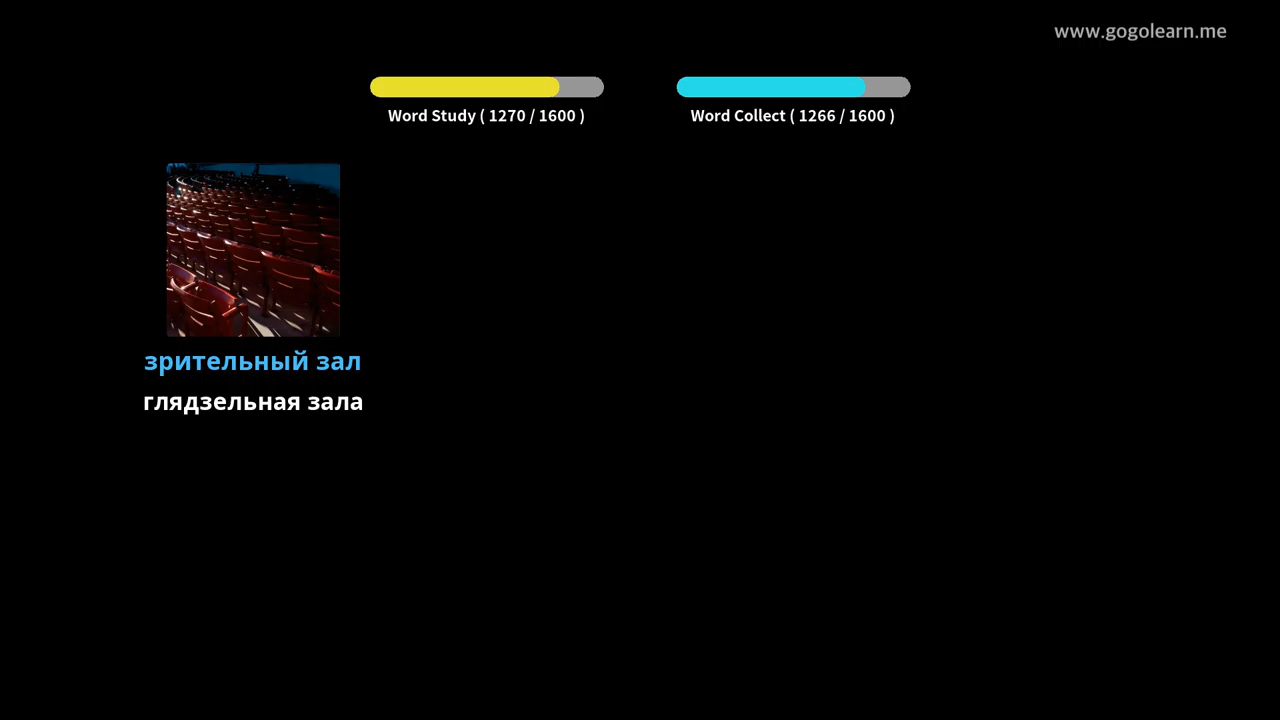 www.gogolearn.me
Word Study ( 1270 / 1600 )
Word Collect ( 1266 / 1600 )
зрительный зал
глядзельная зала